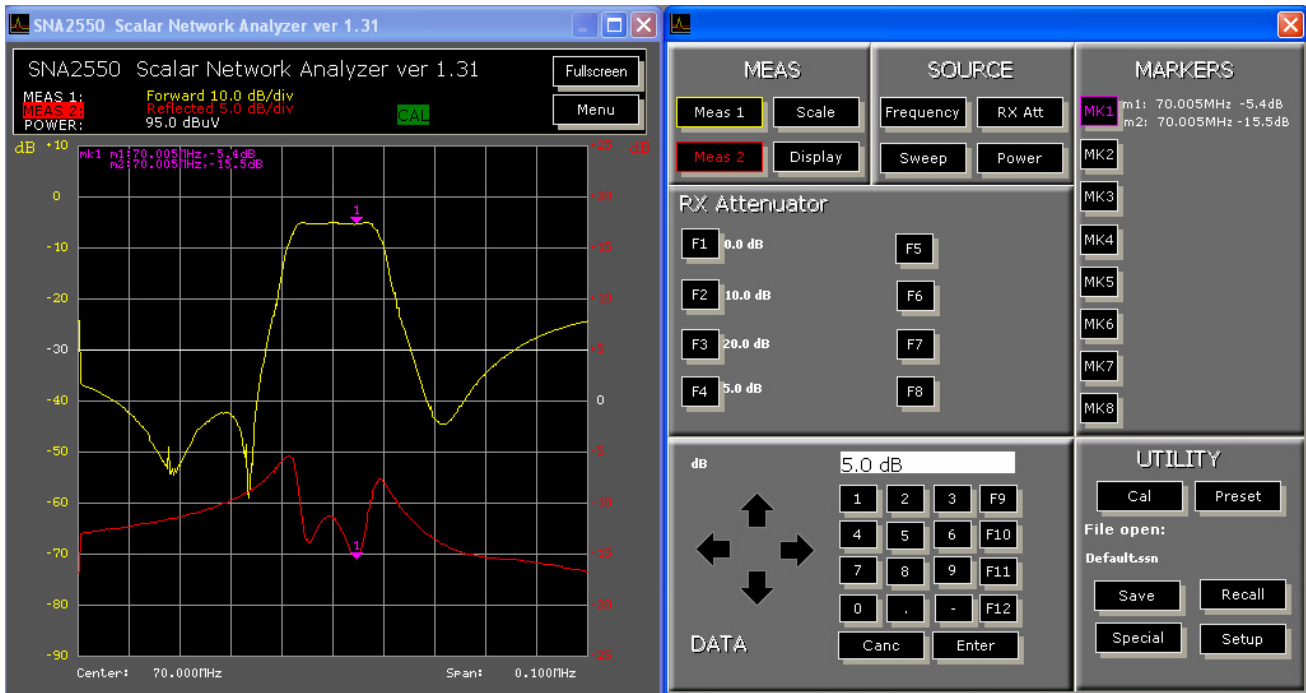 SNA2550 Scalar Network Analyzer ver 1.31
SNA2550 Scalar Network Analyzer ver 1.31
Fullscreen
MEAS 1: Forward 10.0 dB/div
MEAS 2: Reflected 5.0 dB/div
POWER: 95.0 dBuV
CAL
Menu
dB +10 +25 dB
mk1 m1:70.005MHz,-5.4dB
m2:70.005MHz,-15.5dB
0 +20
1
-10 +15
-20 +10
-30 +5
-40 0
-50 -5
-60 -10
1
-70 -15
-80 -20
-90 -25
Center: 70.000MHz Span: 0.100MHz
MEAS
Meas 1 Scale
Meas 2 Display
SOURCE
Frequency RX Att
Sweep Power
MARKERS
MK1 m1: 70.005MHz -5.4dB
m2: 70.005MHz -15.5dB
MK2
MK3
MK4
MK5
MK6
MK7
MK8
RX Attenuator
F1 0.0 dB F5
F2 10.0 dB F6
F3 20.0 dB F7
F4 5.0 dB F8
dB 5.0 dB
1 2 3 F9
4 5 6 F10
7 8 9 F11
0 . - F12
DATA Canc Enter
UTILITY
Cal Preset
File open:
Default.ssn
Save Recall
Special Setup